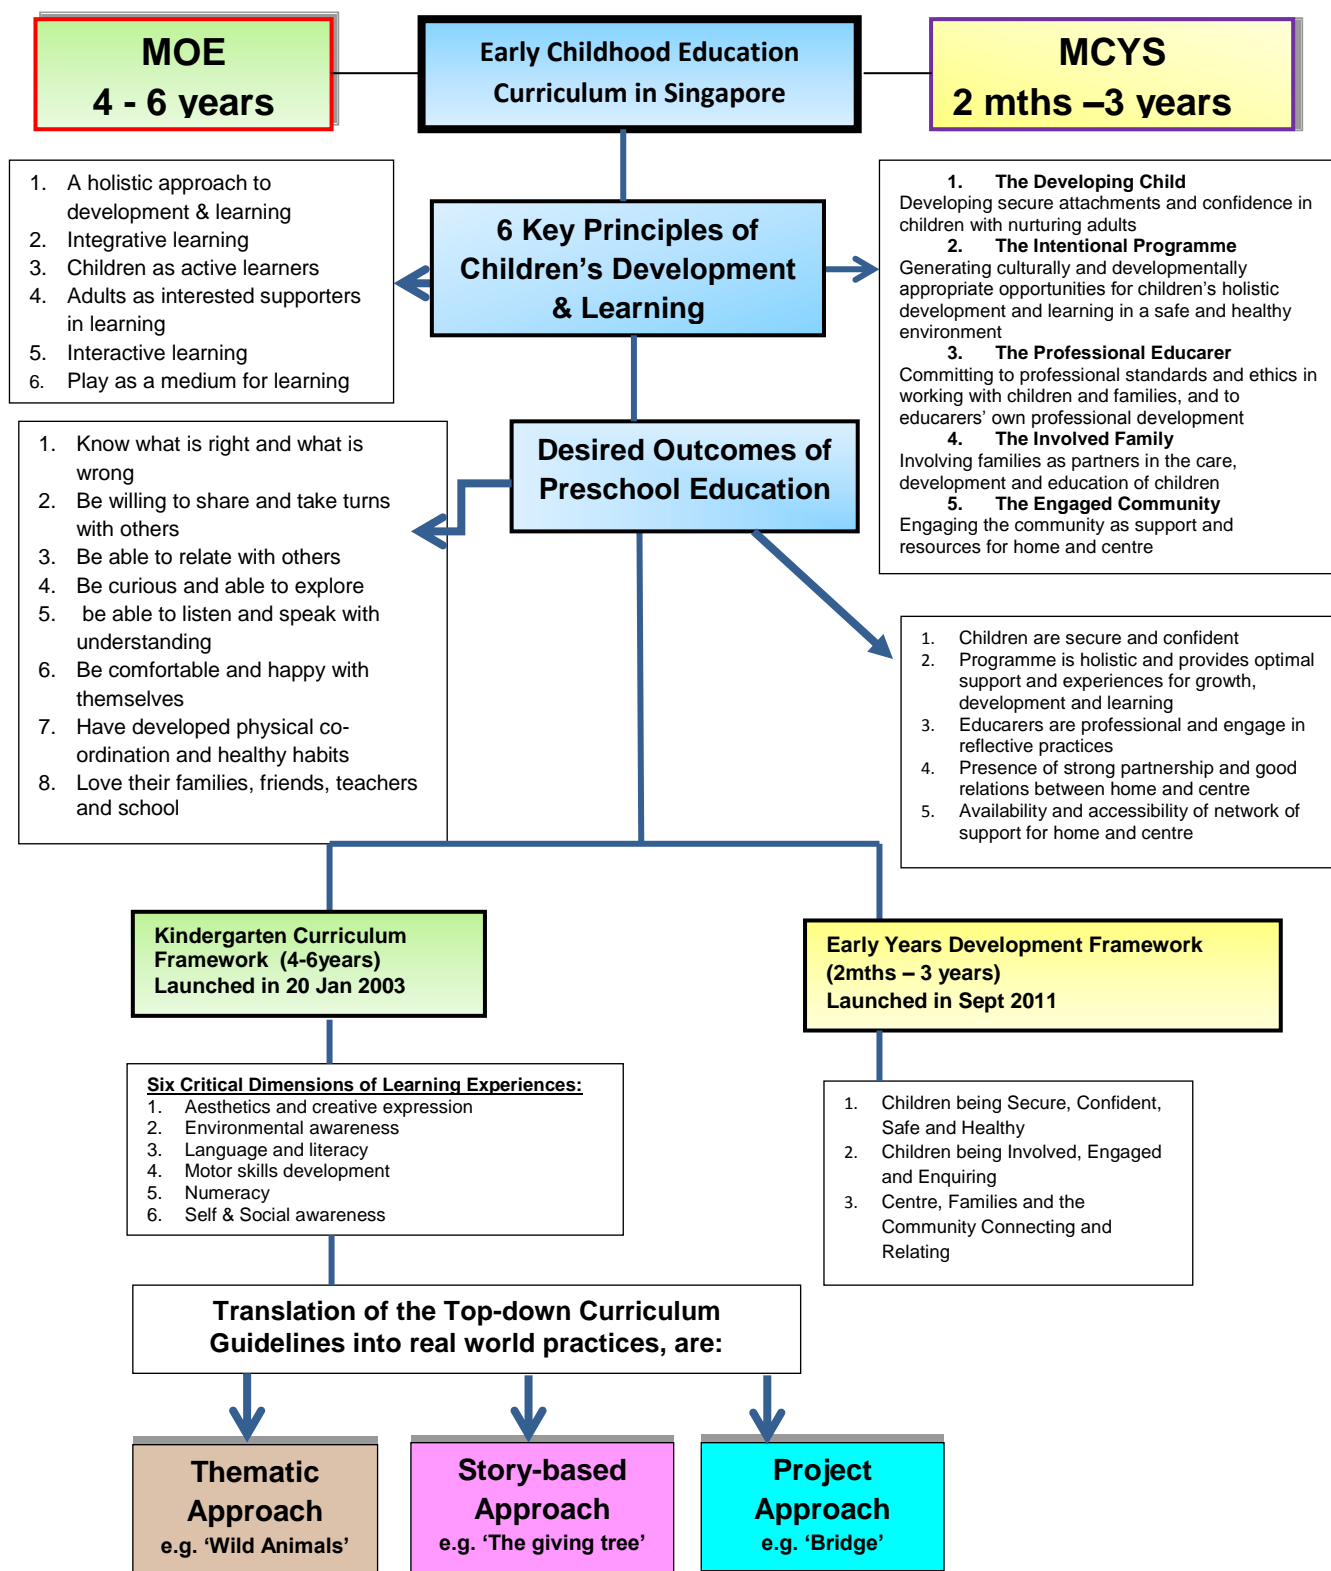 MOE
4 - 6 years
Early Childhood Education
Curriculum in Singapore
MCYS
2 mths –3 years
1. A holistic approach to
development & learning
2. Integrative learning
3. Children as active learners
4. Adults as interested supporters
in learning
5. Interactive learning
6. Play as a medium for learning
6 Key Principles of
Children’s Development
& Learning
1. The Developing Child
Developing secure attachments and confidence in
children with nurturing adults
2. The Intentional Programme
Generating culturally and developmentally
appropriate opportunities for children’s holistic
development and learning in a safe and healthy
environment
3. The Professional Educarer
Committing to professional standards and ethics in
working with children and families, and to
educarers’ own professional development
4. The Involved Family
Involving families as partners in the care,
development and education of children
5. The Engaged Community
Engaging the community as support and
resources for home and centre
Desired Outcomes of
Preschool Education
1. Know what is right and what is
wrong
2. Be willing to share and take turns
with others
3. Be able to relate with others
4. Be curious and able to explore
5. be able to listen and speak with
understanding
6. Be comfortable and happy with
themselves
7. Have developed physical co-
ordination and healthy habits
8. Love their families, friends, teachers
and school
1. Children are secure and confident
2. Programme is holistic and provides optimal
support and experiences for growth,
development and learning
3. Educarers are professional and engage in
reflective practices
4. Presence of strong partnership and good
relations between home and centre
5. Availability and accessibility of network of
support for home and centre
Kindergarten Curriculum
Framework (4-6years)
Launched in 20 Jan 2003
Early Years Development Framework
(2mths – 3 years)
Launched in Sept 2011
Six Critical Dimensions of Learning Experiences:
1. Aesthetics and creative expression
2. Environmental awareness
3. Language and literacy
4. Motor skills development
5. Numeracy
6. Self & Social awareness
1. Children being Secure, Confident,
Safe and Healthy
2. Children being Involved, Engaged
and Enquiring
3. Centre, Families and the
Community Connecting and
Relating
Translation of the Top-down Curriculum
Guidelines into real world practices, are:
Thematic
Approach
e.g. ‘Wild Animals’
Story-based
Approach
e.g. ‘The giving tree’
Project
Approach
e.g. ‘Bridge’